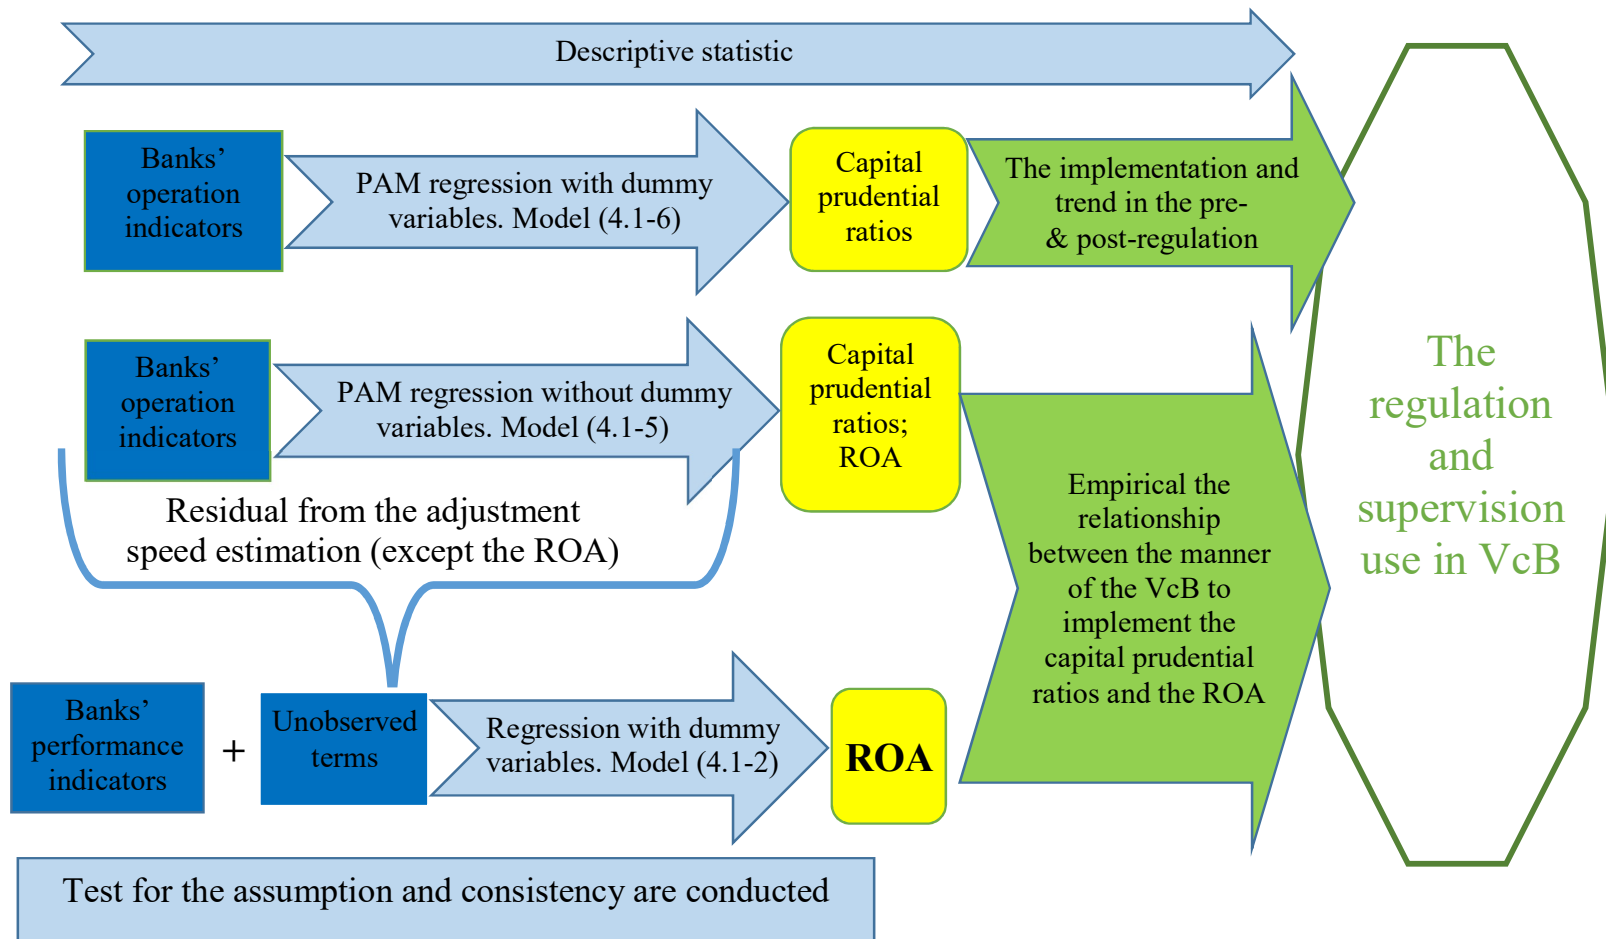 Descriptive statistic
Banks’
operation
indicators
PAM regression with dummy
variables. Model (4.1-6)
Capital
prudential
ratios
The implementation and
trend in the pre-
& post-regulation
Banks’
operation
indicators
PAM regression without dummy
variables. Model (4.1-5)
Capital
prudential
ratios;
ROA
Residual from the adjustment
speed estimation (except the ROA)
Empirical the
relationship
between the manner
of the VcB to
implement the
capital prudential
ratios and the ROA
The
regulation
and
supervision
use in VcB
Banks’
performance
indicators
+
Unobserved
terms
Regression with dummy
variables. Model (4.1-2)
ROA
Test for the assumption and consistency are conducted